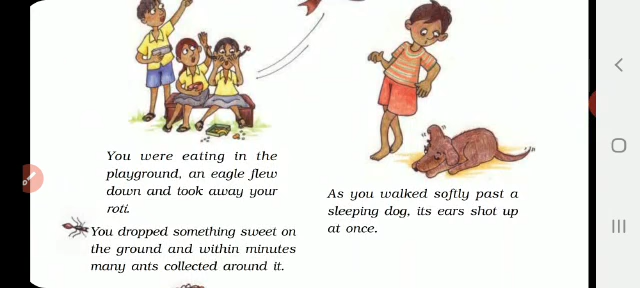 You were eating in the
playground, an eagle flew
down and took away your
roti.
You dropped something sweet on
the ground and within minutes
many ants collected around it.
As you walked softly past a
sleeping dog, its ears shot up
at once.